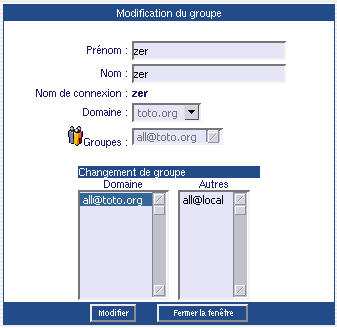 Modification du groupe
Prénom : zer
Nom : zer
Nom de connexion : zer
Domaine : toto.org
Groupes : all@toto.org
Changement de groupe
Domaine Autres
all@toto.org all@local
Modifier Fermer la fenêtre